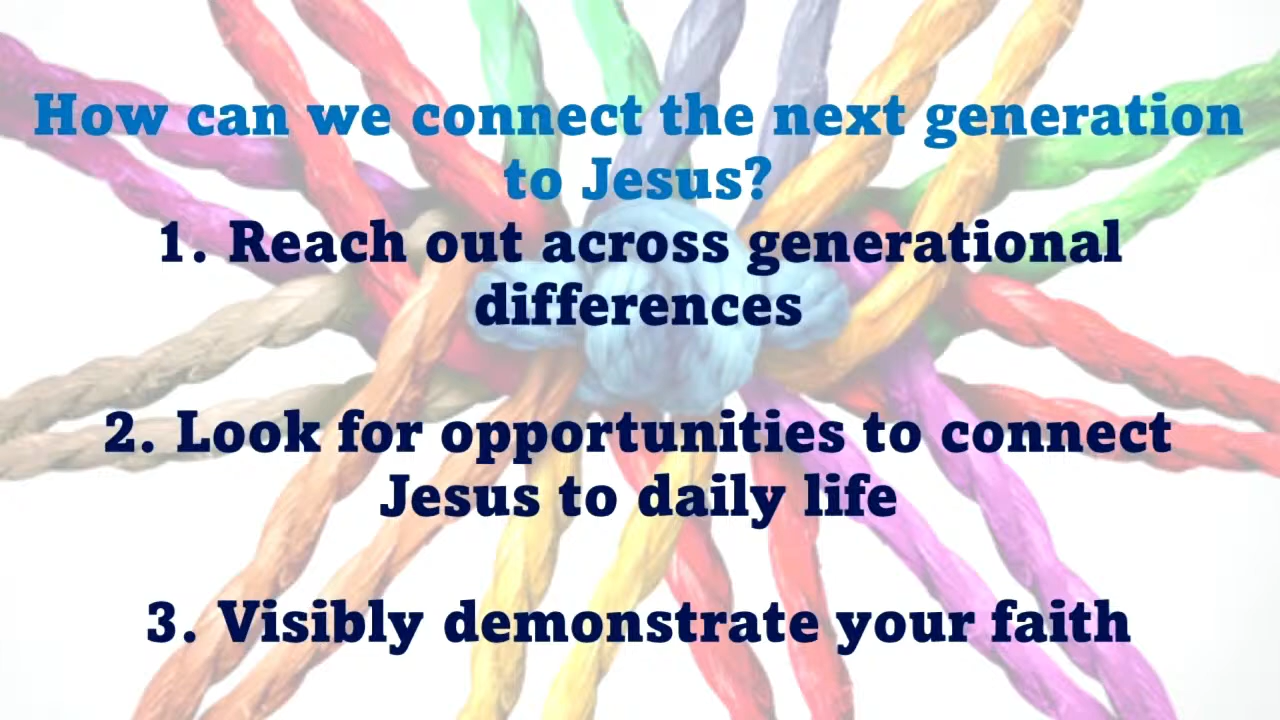 How can we connect the next generation
to Jesus?
1. Reach out across generational
differences
2. Look for opportunities to connect
Jesus to daily life
3. Visibly demonstrate your faith